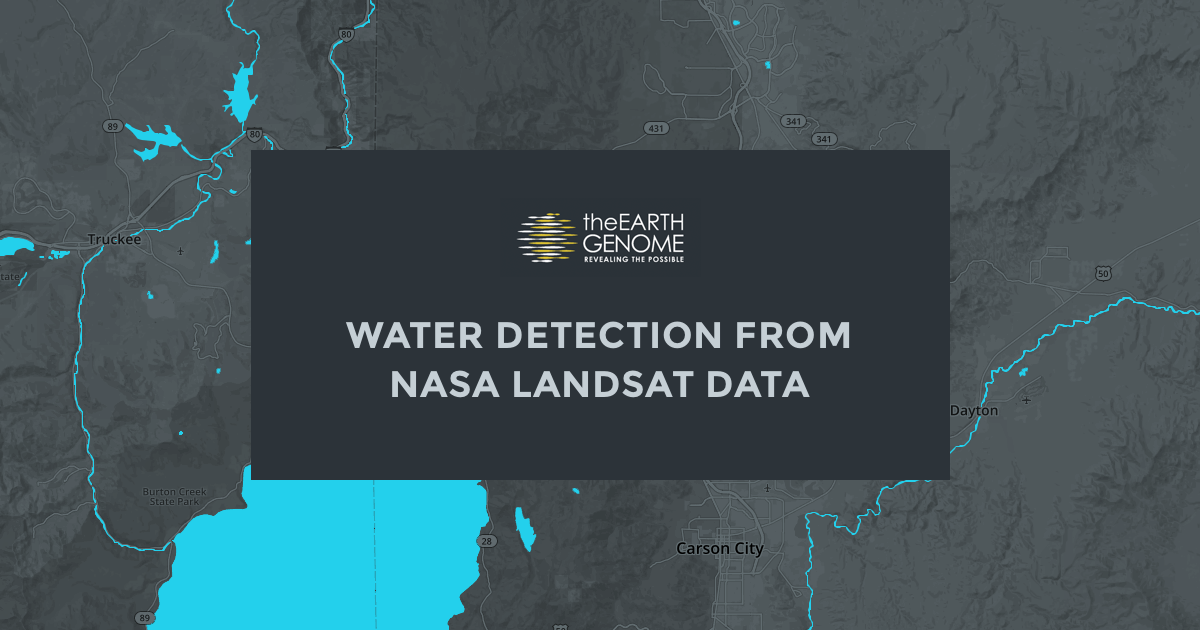 80
89
80
431
341
341
theEARTH
GENOME
REVEALING THE POSSIBLE
Truckee
tate
50
WATER DETECTION FROM
NASA LANDSAT DATA
Dayton
Burton Creek
State Park
28
Carson City
89